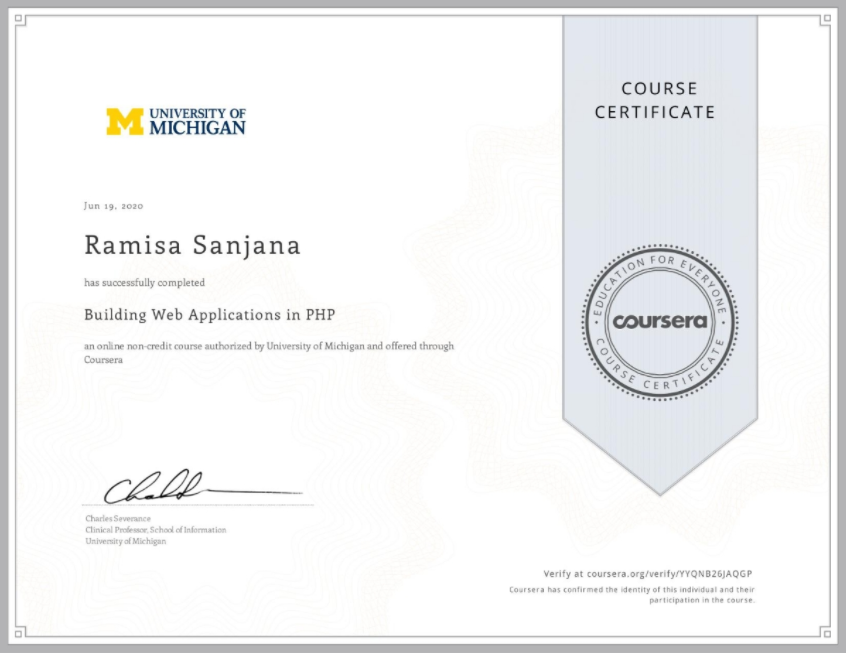 UNIVERSITY OF
MICHIGAN
COURSE
CERTIFICATE
Jun 19, 2020
Ramisa Sanjana
has successfully completed
Building Web Applications in PHP
an online non-credit course authorized by University of Michigan and offered through
Coursera
EDUCATION FOR EVERYONE
coursera
COURSE CERTIFICATE
Charles Severance
Clinical Professor, School of Information
University of Michigan
Verify at coursera.org/verify/YYQNB26JAQGP
Coursera has confirmed the identity of this individual and their
participation in the course.